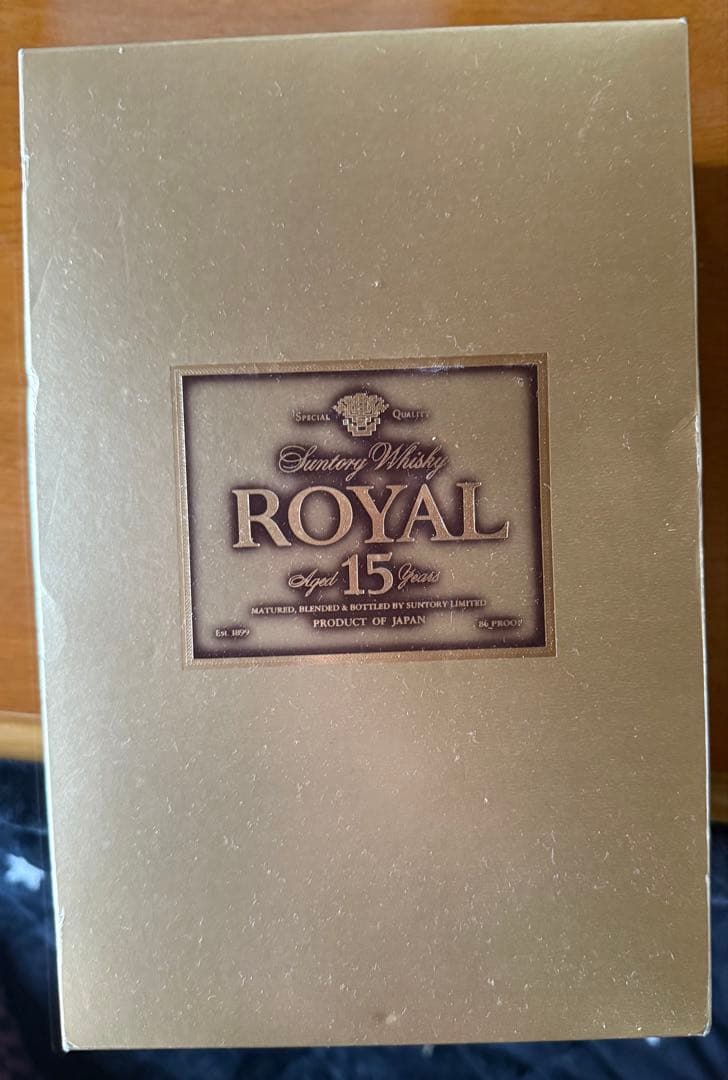 SPECIAL QUALITY
Suntory Whisky
ROYAL
Aged 15 Years
MATURED, BLENDED & BOTTLED BY SUNTORY LIMITED
PRODUCT OF JAPAN
Est. 1899
86 PROOF